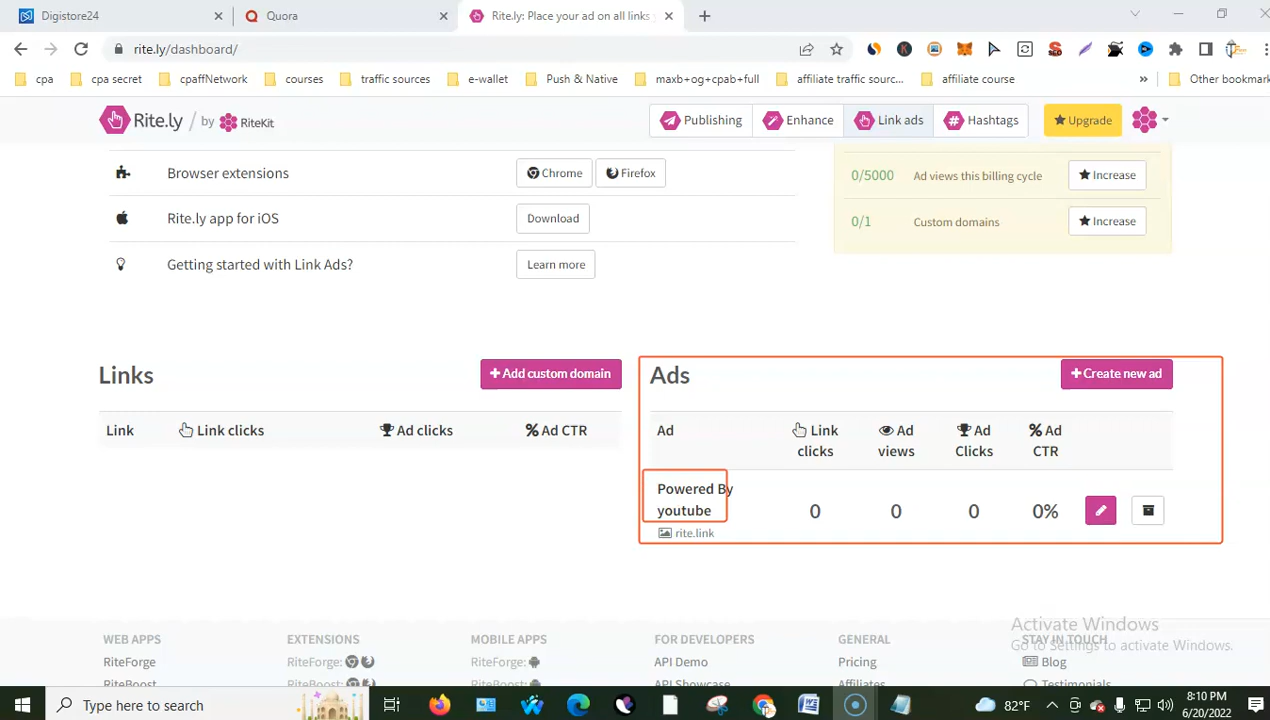 Digistore24
Quora
Rite.ly: Place your ad on all links
rite.ly/dashboard/
cpa
cpa secret
cpaffNetwork
courses
traffic sources
e-wallet
Push & Native
maxb+og+cpab+full
affiliate traffic sourc...
affiliate course
»
Other bookmark
Rite.ly / by RiteKit
Publishing
Enhance
Link ads
Hashtags
Upgrade
Browser extensions
Chrome
Firefox
0/5000
Ad views this billing cycle
Increase
Rite.ly app for iOS
Download
0/1
Custom domains
Increase
Getting started with Link Ads?
Learn more
Links
+Add custom domain
Link
Link clicks
Ad clicks
% Ad CTR
Ads
+Create new ad
Ad
Link clicks
Ad views
Ad Clicks
% Ad CTR
Powered By
youtube
rite.link
0
0
0
0%
Activate Windows
Go to Settings to activate Windows.
WEB APPS
RiteForge
RiteBoost
EXTENSIONS
RiteForge:
RiteBoost:
MOBILE APPS
RiteForge:
RiteBoost:
FOR DEVELOPERS
API Demo
API Showcase
GENERAL
Pricing
Affiliates
STAY IN TOUCH
Blog
Testimonials
Type here to search
82°F
8:10 PM
6/20/2022